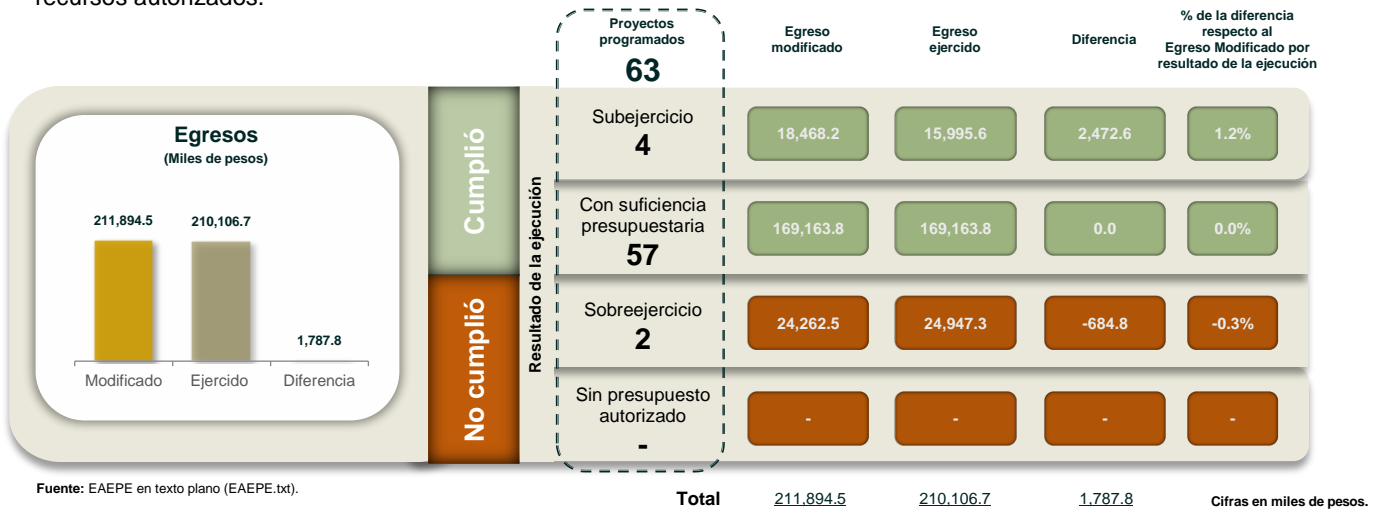 recursos autorizados.
Proyectos
programados
63
Egreso
modificado
Egreso
ejercido
Diferencia
% de la diferencia
respecto al
Egreso Modificado por
resultado de la ejecución
Egresos
(Miles de pesos)
211,894.5
210,106.7
1,787.8
Modificado
Ejercido
Diferencia
Cumplió
No cumplió
Resultado de la ejecución
Subejercicio
4
18,468.2
15,995.6
2,472.6
1.2%
Con suficiencia
presupuestaria
57
169,163.8
169,163.8
0.0
0.0%
Sobreejercicio
2
24,262.5
24,947.3
-684.8
-0.3%
Sin presupuesto
autorizado
-
-
-
-
-
Fuente: EAEPE en texto plano (EAEPE.txt).
Total
211,894.5
210,106.7
1,787.8
Cifras en miles de pesos.